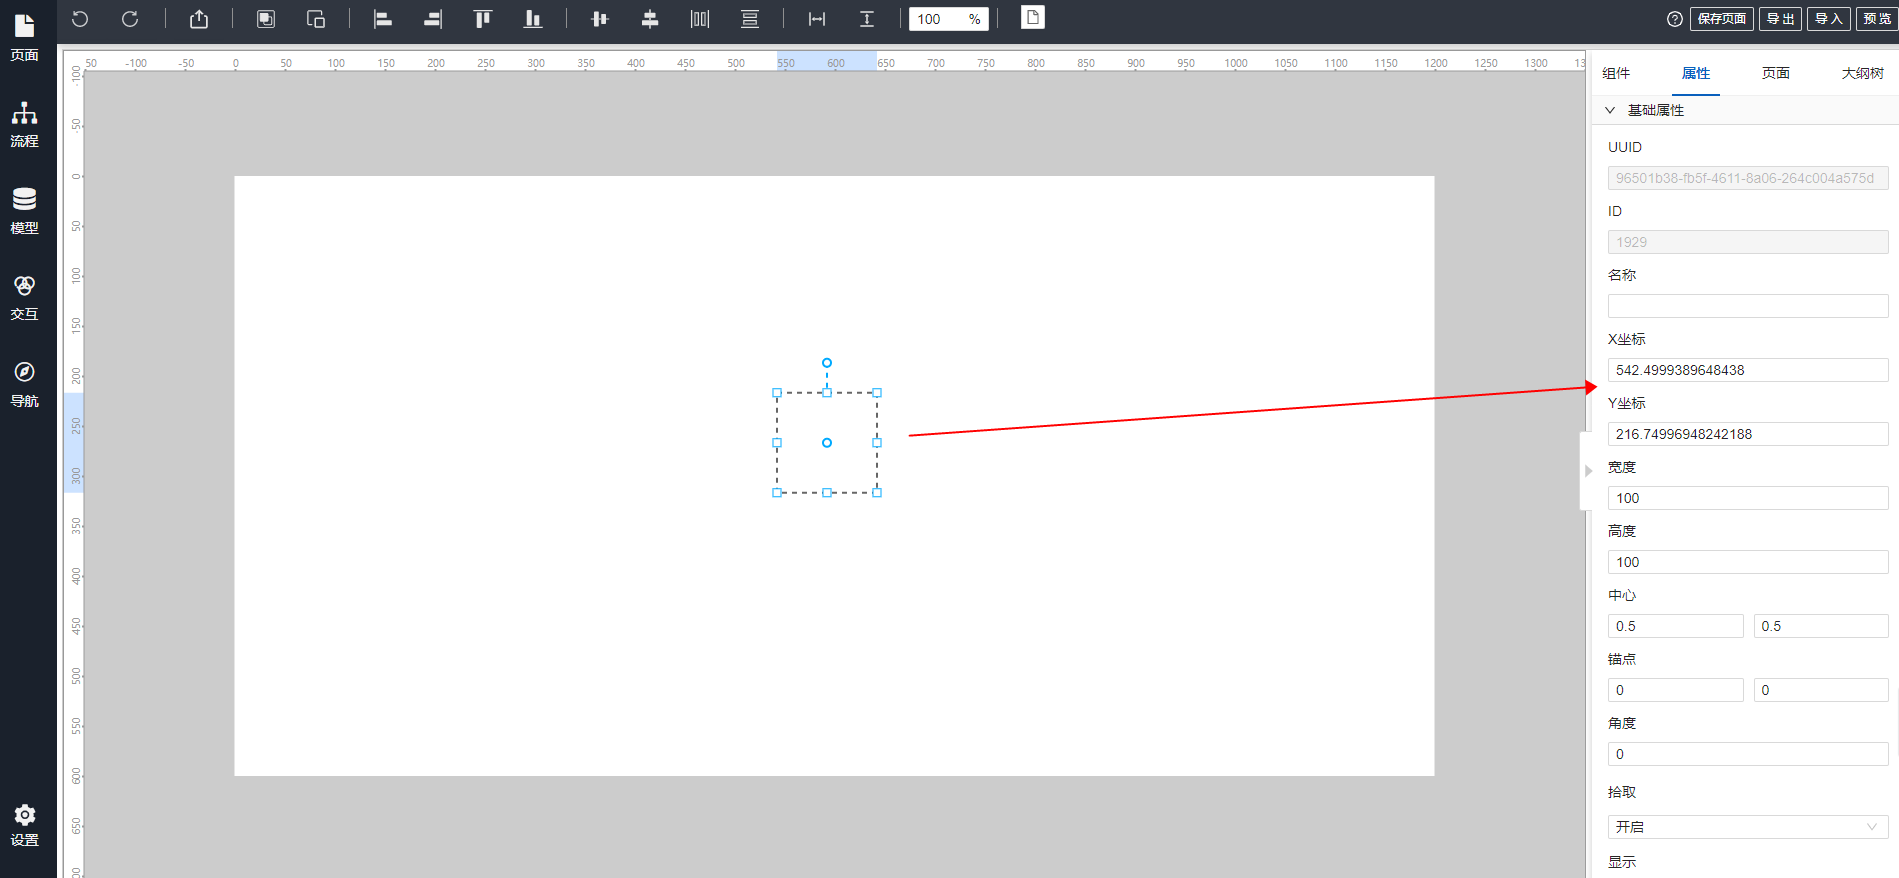 页面
流程
模型
交互
导航
设置
100 %
保存页面 导出 导入 预览
50 -100 -50 0 50 100 150 200 250 300 350 400 450 500 550 600 650 700 750 800 850 900 950 1000 1050 1100 1150 1200 1250 1300 13
-100
-50
0
50
100
150
200
250
300
350
400
450
500
550
600
650
00
组件 属性 页面 大纲树
基础属性
UUID
96501b38-fb5f-4611-8a06-264c004a575d
ID
1929
名称
X坐标
542.4999389648438
Y坐标
216.74996948242188
宽度
100
高度
100
中心
0.5 0.5
锚点
0 0
角度
0
拾取
开启
显示